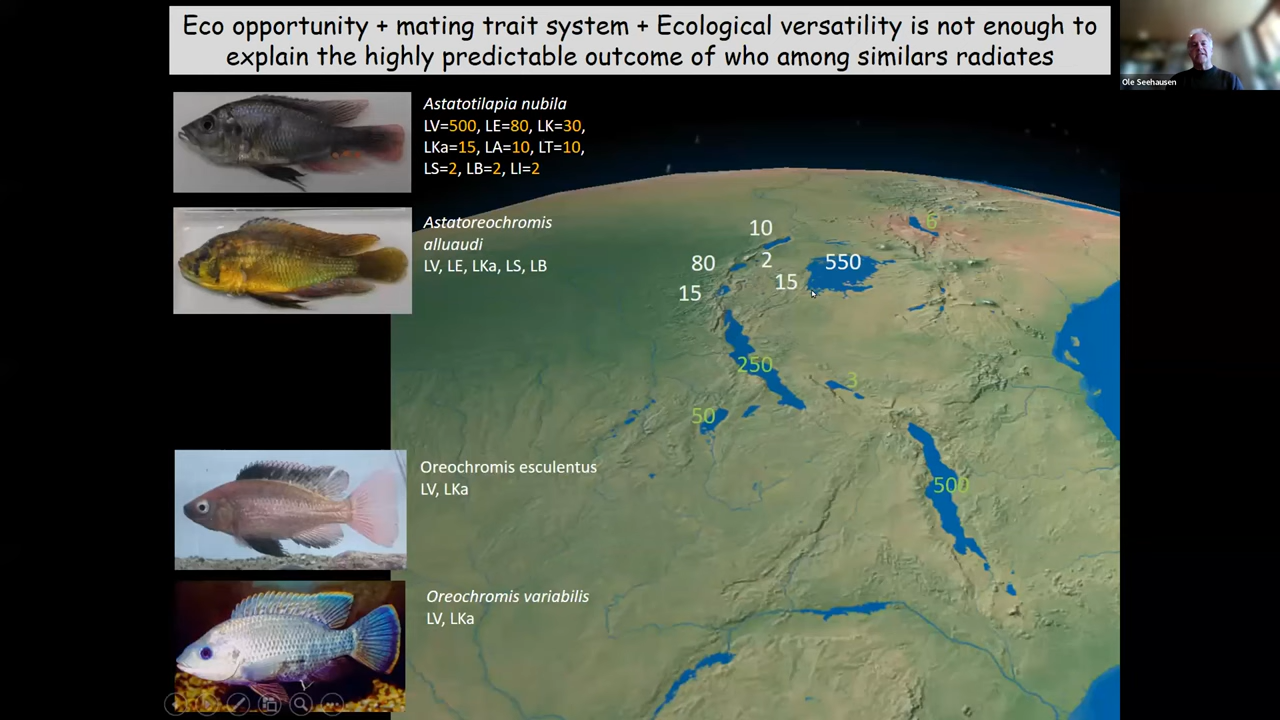 Eco opportunity + mating trait system + Ecological versatility is not enough to
explain the highly predictable outcome of who among similars radiates
Ole Seehausen
Astatotilapia nubila
LV=500, LE=80, LK=30,
LKa=15, LA=10, LT=10,
LS=2, LB=2, LI=2
Astatoreochromis
alluaudi
LV, LE, LKa, LS, LB
Oreochromis esculentus
LV, LKa
Oreochromis variabilis
LV, LKa
6
10
2
550
80
15
15
250
3
50
500